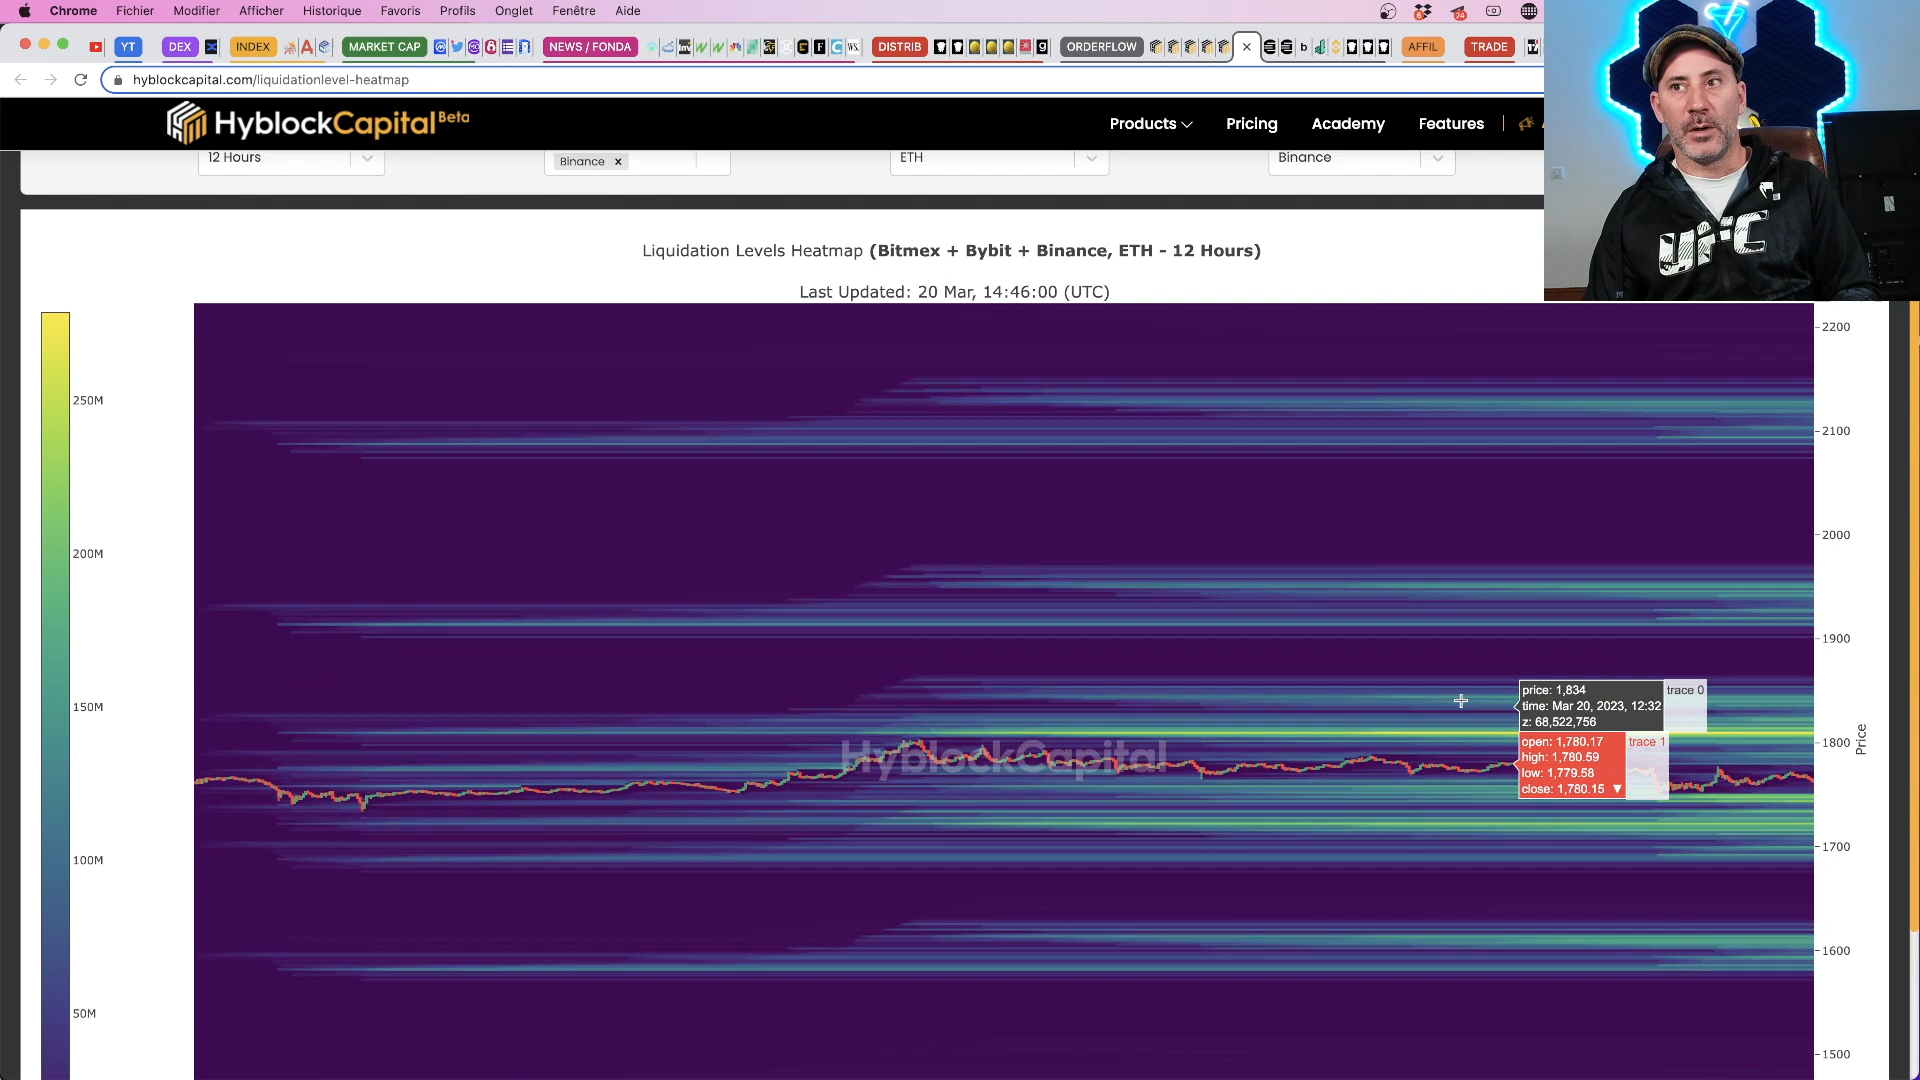 Chrome Fichier Modifier Afficher Historique Favoris Profils Onglet Fenêtre Aide
YT DEX INDEX MARKET CAP NEWS / FONDA DISTRIB ORDERFLOW AFFIL TRADE
hyblockcapital.com/liquidationlevel-heatmap
HyblockCapital Beta Products Pricing Academy Features
12 Hours Binance × ETH Binance
UFC
Liquidation Levels Heatmap (Bitmex + Bybit + Binance, ETH - 12 Hours)
Last Updated: 20 Mar, 14:46:00 (UTC)
250M
200M
150M
100M
50M
HyblockCapital
price: 1,834 trace 0
time: Mar 20, 2023, 12:32
z: 68,522,756
open: 1,780.17 trace 1
high: 1,780.59
low: 1,779.58
close: 1,780.15 ▼
2200
2100
2000
1900
1800
1700
1600
1500
Price